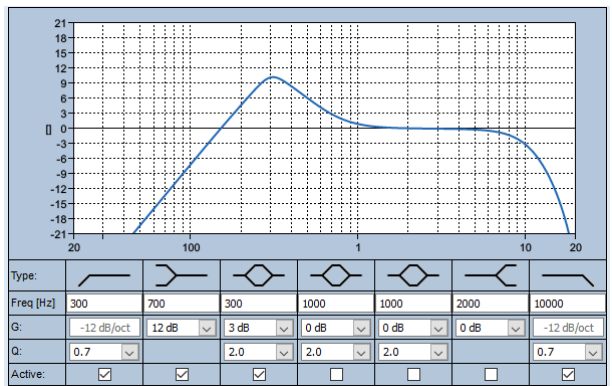 21
18
15
12
9
6
3
[] 0
-3
-6
-9
-12
-15
-18
-21
20 100 1 10 20
Type:
Freq [Hz] 300 700 300 1000 1000 2000 10000
G: -12 dB/oct 12 dB 3 dB 0 dB 0 dB 0 dB -12 dB/oct
Q: 0.7 2.0 2.0 2.0 0.7
Active: